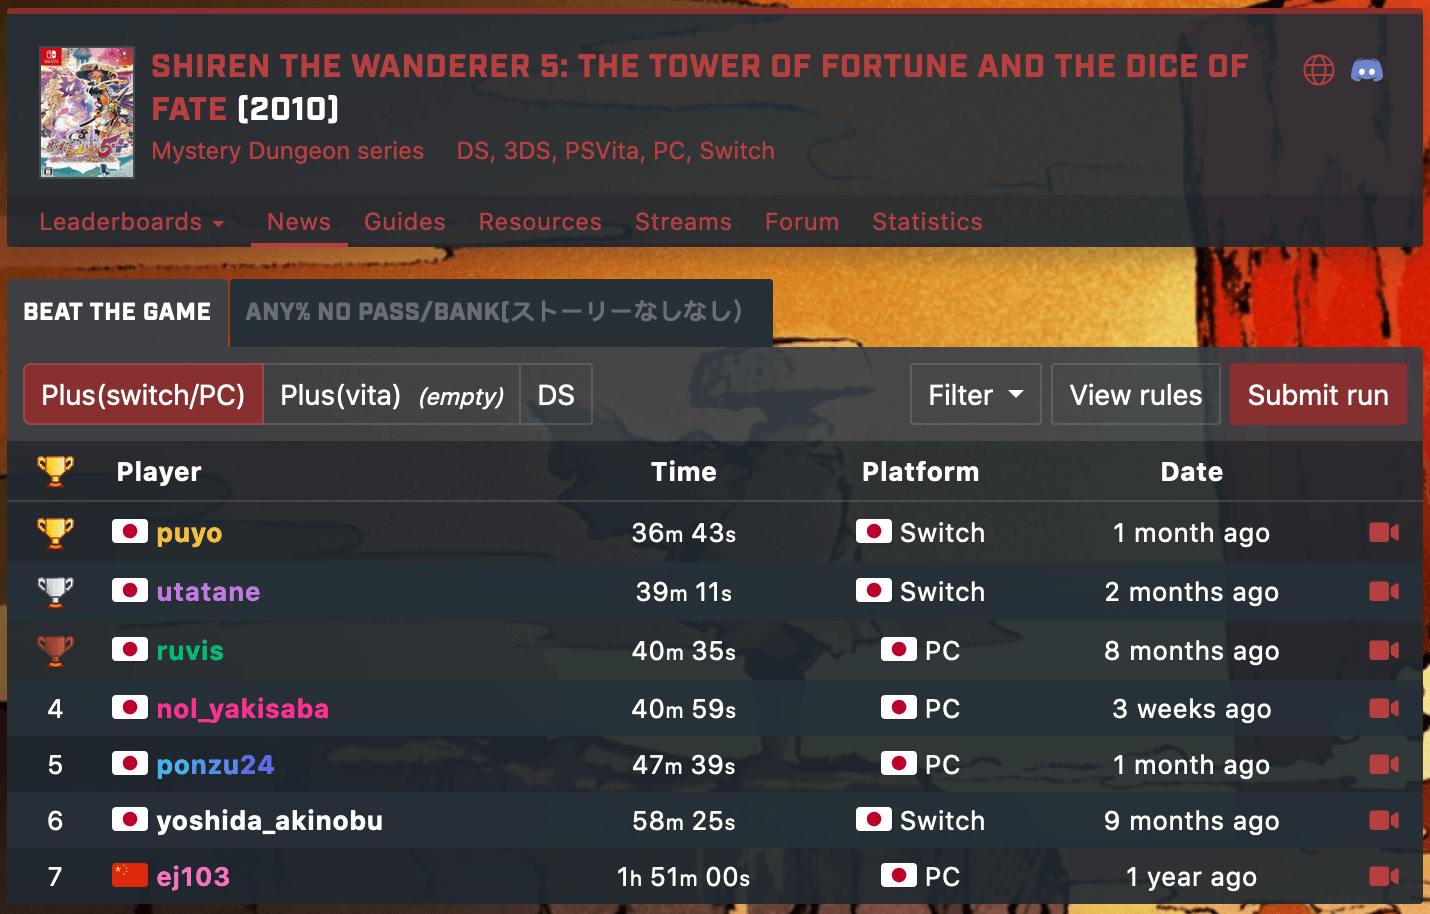 SHIREN THE WANDERER 5: THE TOWER OF FORTUNE AND THE DICE OF
FATE [2010]
Mystery Dungeon series DS, 3DS, PSVita, PC, Switch
Leaderboards News Guides Resources Streams Forum Statistics
BEAT THE GAME ANY% NO PASS/BANK[ストーリーなしなし)
Plus(switch/PC) Plus(vita) (empty) DS Filter View rules Submit run
Player Time Platform Date
puyo 36m 43s Switch 1 month ago
utatane 39m 11s Switch 2 months ago
ruvis 40m 35s PC 8 months ago
4 nol_yakisaba 40m 59s PC 3 weeks ago
5 ponzu24 47m 39s PC 1 month ago
6 yoshida_akinobu 58m 25s Switch 9 months ago
7 ej103 1h 51m 00s PC 1 year ago